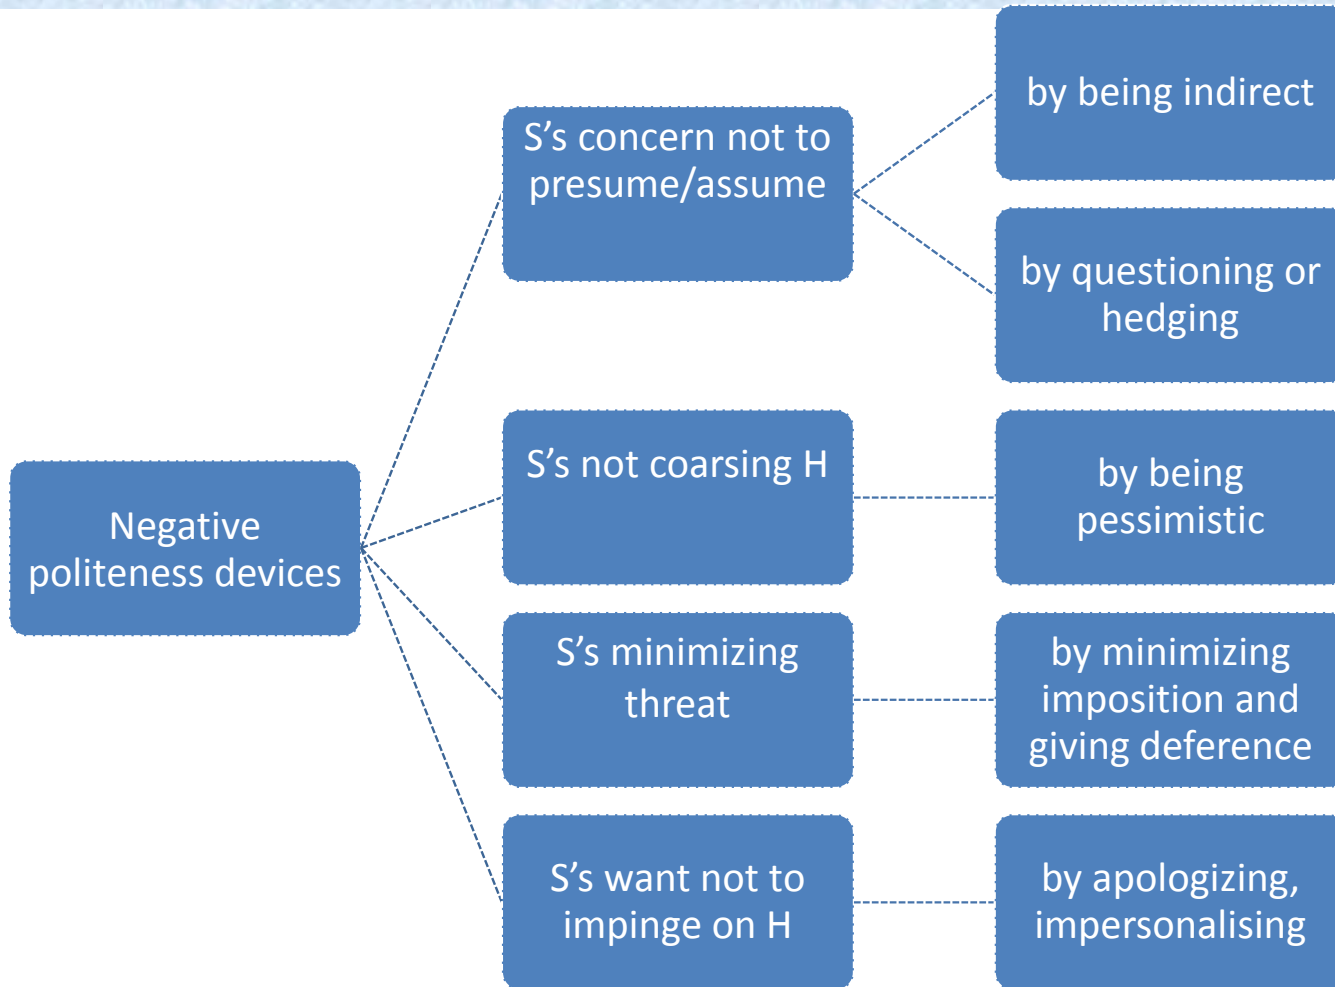 Negative
politeness devices
S's concern not to
presume/assume
by being indirect
by questioning or
hedging
S's not coarsing H
by being
pessimistic
S's minimizing
threat
by minimizing
imposition and
giving deference
S's want not to
impinge on H
by apologizing,
impersonalising